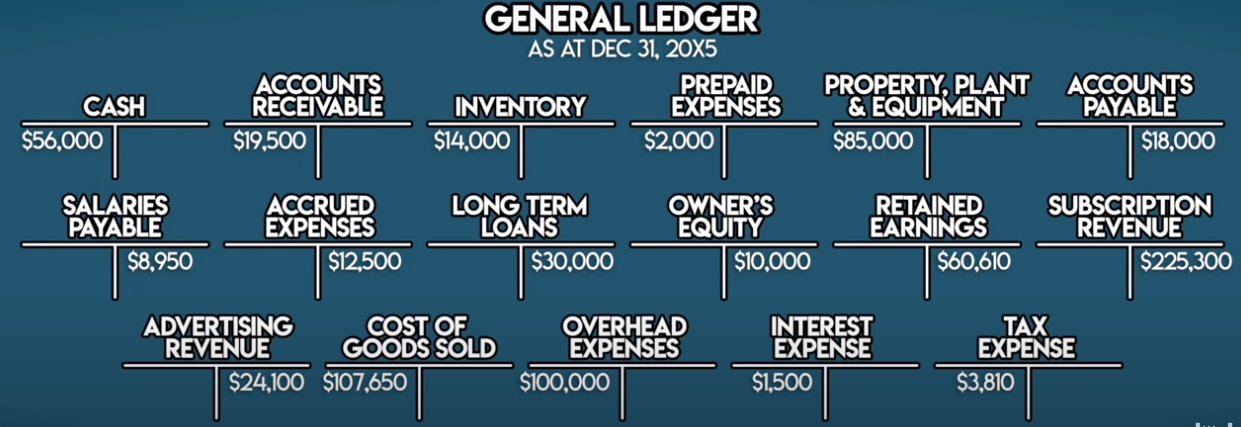 GENERAL LEDGER
AS AT DEC 31, 20X5
CASH
ACCOUNTS
RECEIVABLE
INVENTORY
PREPAID
EXPENSES
PROPERTY, PLANT
& EQUIPMENT
ACCOUNTS
PAYABLE
$56,000
$19,500
$14,000
$2,000
$85,000
$18,000
SALARIES
PAYABLE
ACCRUED
EXPENSES
LONG TERM
LOANS
OWNER'S
EQUITY
RETAINED
EARNINGS
SUBSCRIPTION
REVENUE
$8,950
$12,500
$30,000
$10,000
$60,610
$225,300
ADVERTISING
REVENUE
COST OF
GOODS SOLD
OVERHEAD
EXPENSES
INTEREST
EXPENSE
TAX
EXPENSE
$24,100
$107,650
$100,000
$1,500
$3,810